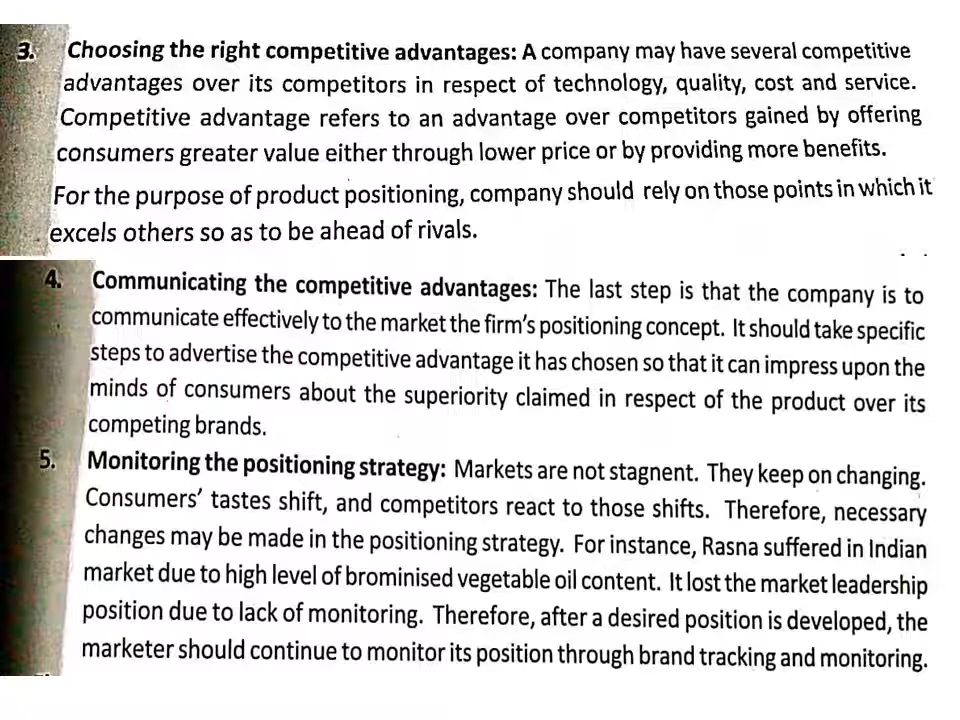 3. Choosing the right competitive advantages: A company may have several competitive
advantages over its competitors in respect of technology, quality, cost and service.
Competitive advantage refers to an advantage over competitors gained by offering
consumers greater value either through lower price or by providing more benefits.
For the purpose of product positioning, company should rely on those points in which it
excels others so as to be ahead of rivals.
4. Communicating the competitive advantages: The last step is that the company is to
communicate effectively to the market the firm's positioning concept. It should take specific
steps to advertise the competitive advantage it has chosen so that it can impress upon the
minds of consumers about the superiority claimed in respect of the product over its
competing brands.
5. Monitoring the positioning strategy: Markets are not stagnent. They keep on changing.
Consumers' tastes shift, and competitors react to those shifts. Therefore, necessary
changes may be made in the positioning strategy. For instance, Rasna suffered in Indian
market due to high level of brominised vegetable oil content. It lost the market leadership
position due to lack of monitoring. Therefore, after a desired position is developed, the
marketer should continue to monitor its position through brand tracking and monitoring.